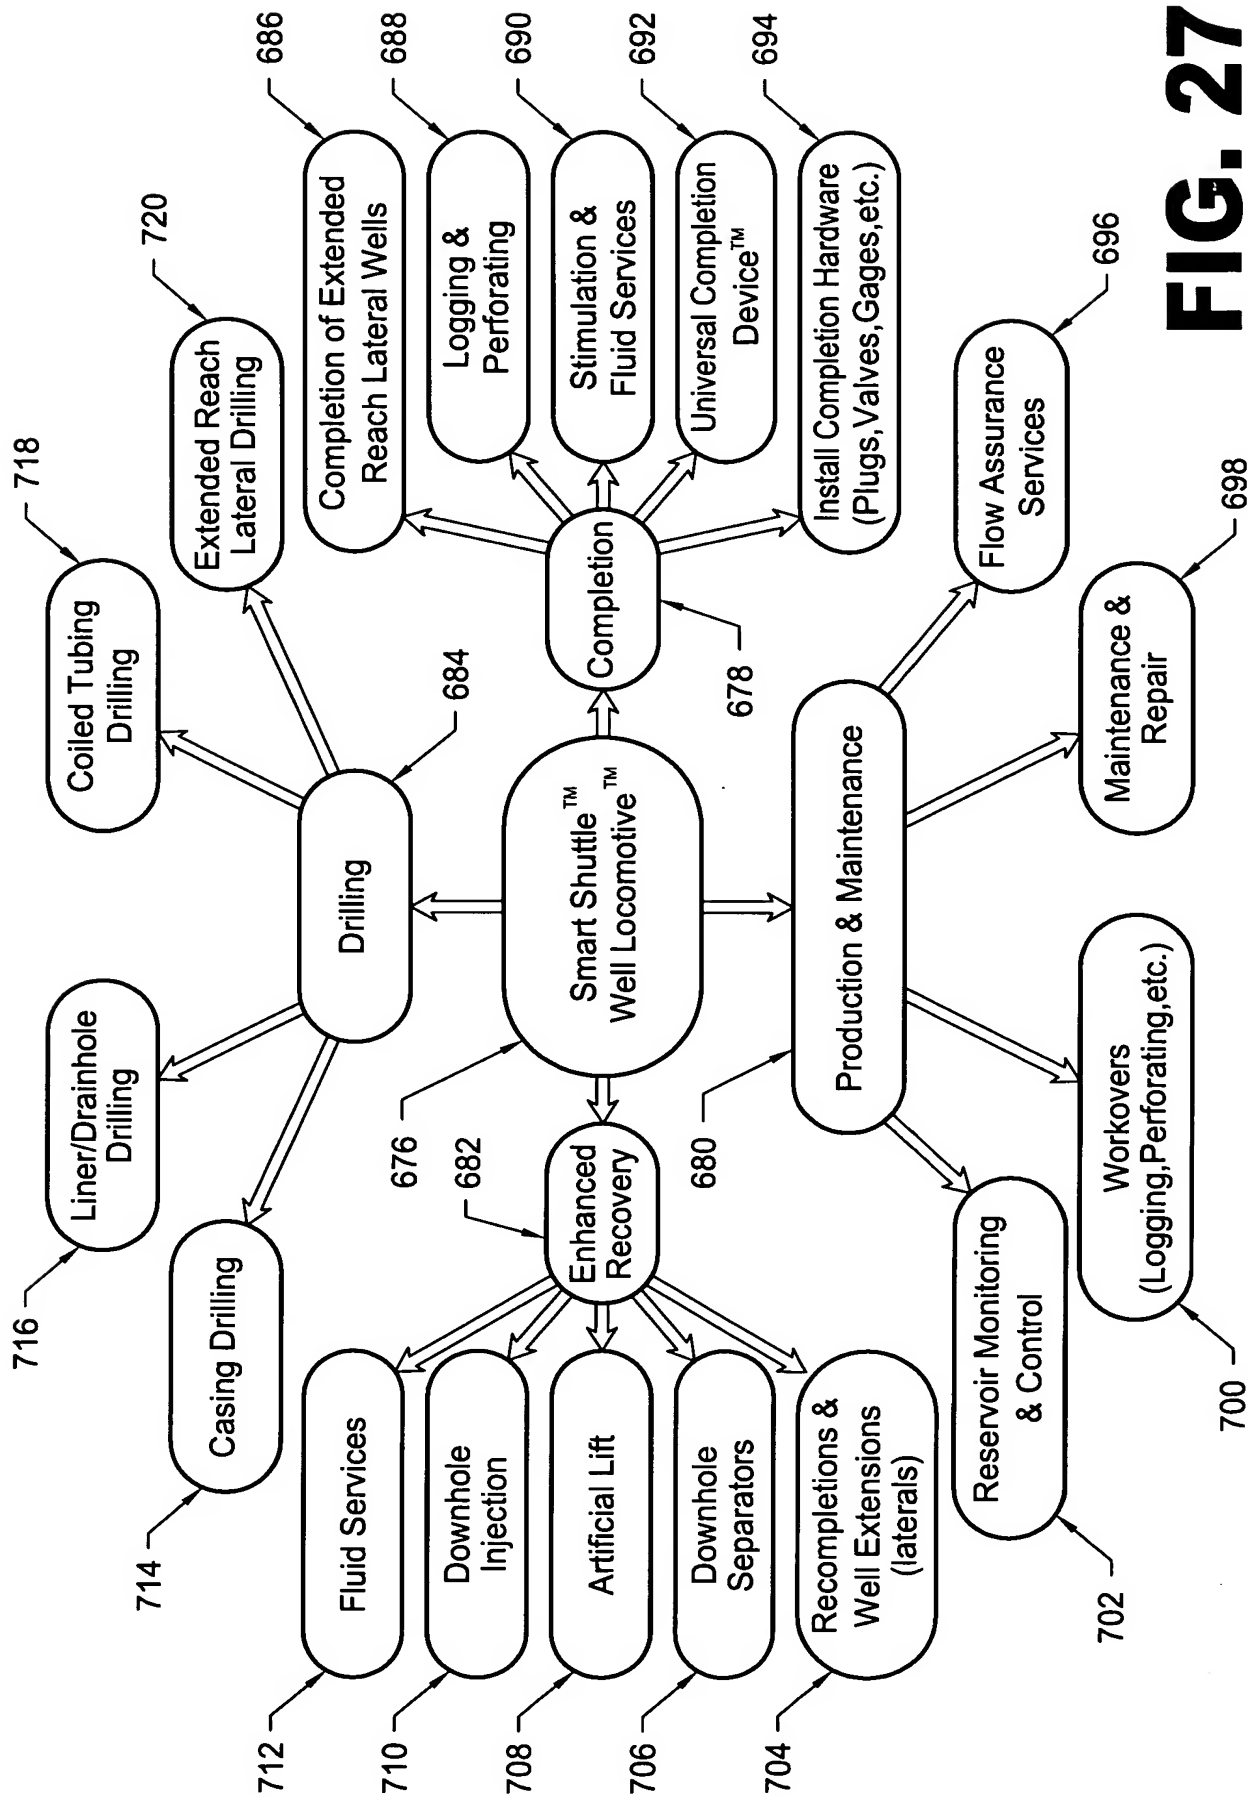 716
718
Liner/Drainhole
Drilling
Coiled Tubing
Drilling
714
720
Casing Drilling
Extended Reach
Lateral Drilling
684
Drilling
712
710
708
706
704
Fluid Services
Downhole
Injection
Artificial Lift
Downhole
Separators
Recompletions &
Well Extensions
(laterals)
682
Enhanced
Recovery
676
Smart Shuttle™
Well Locomotive™
Completion
678
Completion of Extended
Reach Lateral Wells
Logging &
Perforating
Stimulation &
Fluid Services
Universal Completion
Device™
Install Completion Hardware
(Plugs,Valves,Gages,etc.)
686
688
690
692
694
680
Production & Maintenance
702
Reservoir Monitoring
& Control
Flow Assurance
Services
696
700
Workovers
(Logging,Perforating,etc.)
Maintenance &
Repair
698
FIG. 27